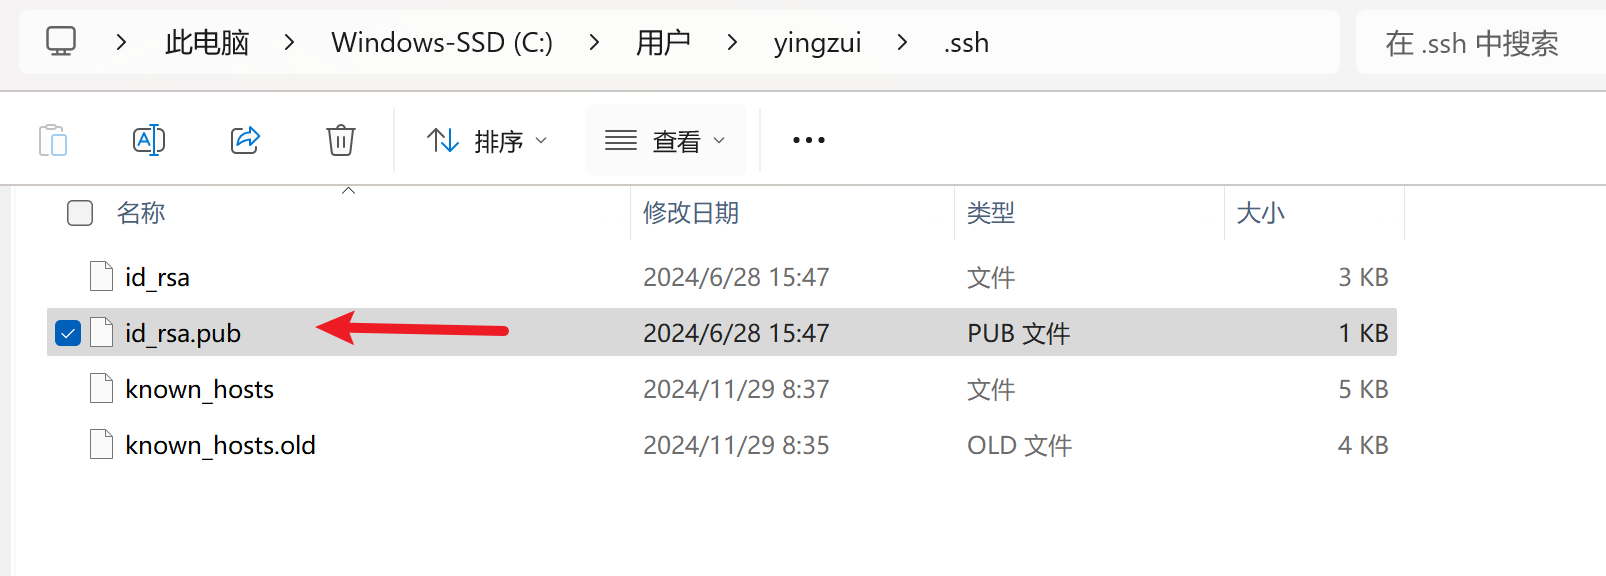 此电脑 > Windows-SSD (C:) > 用户 > yingzui > .ssh 在 .ssh 中搜索
排序 查看
名称 修改日期 类型 大小
id_rsa 2024/6/28 15:47 文件 3 KB
id_rsa.pub 2024/6/28 15:47 PUB 文件 1 KB
known_hosts 2024/11/29 8:37 文件 5 KB
known_hosts.old 2024/11/29 8:35 OLD 文件 4 KB